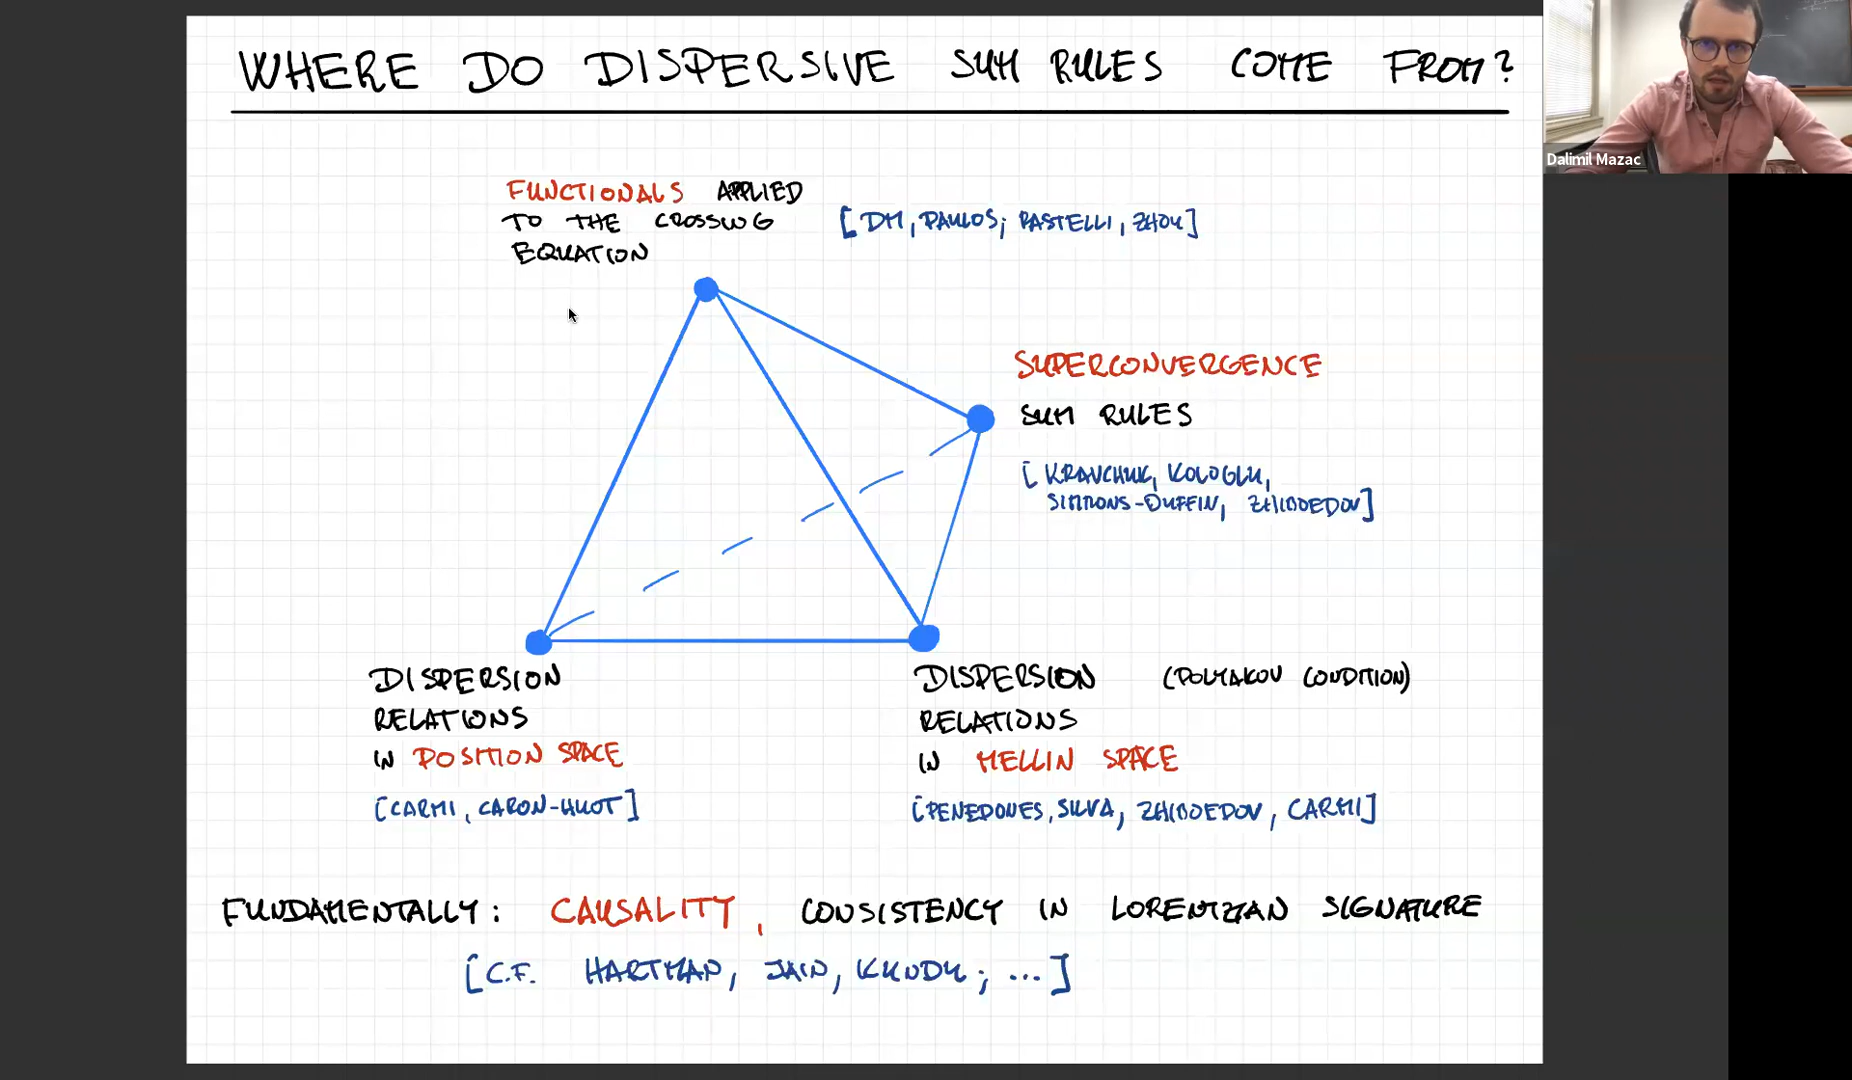 WHERE DO DISPERSIVE SUM RULES COME FROM?
Dalimil Mazac
FUNCTIONALS APPLIED
TO THE CROSSING
EQUATION
[DM, PAULOS; RASTELLI, ZHOU]
SUPERCONVERGENCE
SUM RULES
[KRAVCHUK, KOLOGLU,
SIMMONS-DUFFIN, ZHIBOEDOV]
DISPERSION
RELATIONS
IN POSITION SPACE
[CARMI, CARON-HUOT]
DISPERSION (POLYAKOV CONDITION)
RELATIONS
IN MELLIN SPACE
[PENEDONES, SILVA, ZHIBOEDOV, CARMI]
FUNDAMENTALLY: CAUSALITY, CONSISTENCY IN LORENTZIAN SIGNATURE
[C.F. HARTMAN, JAIN, KUNDU; ...]